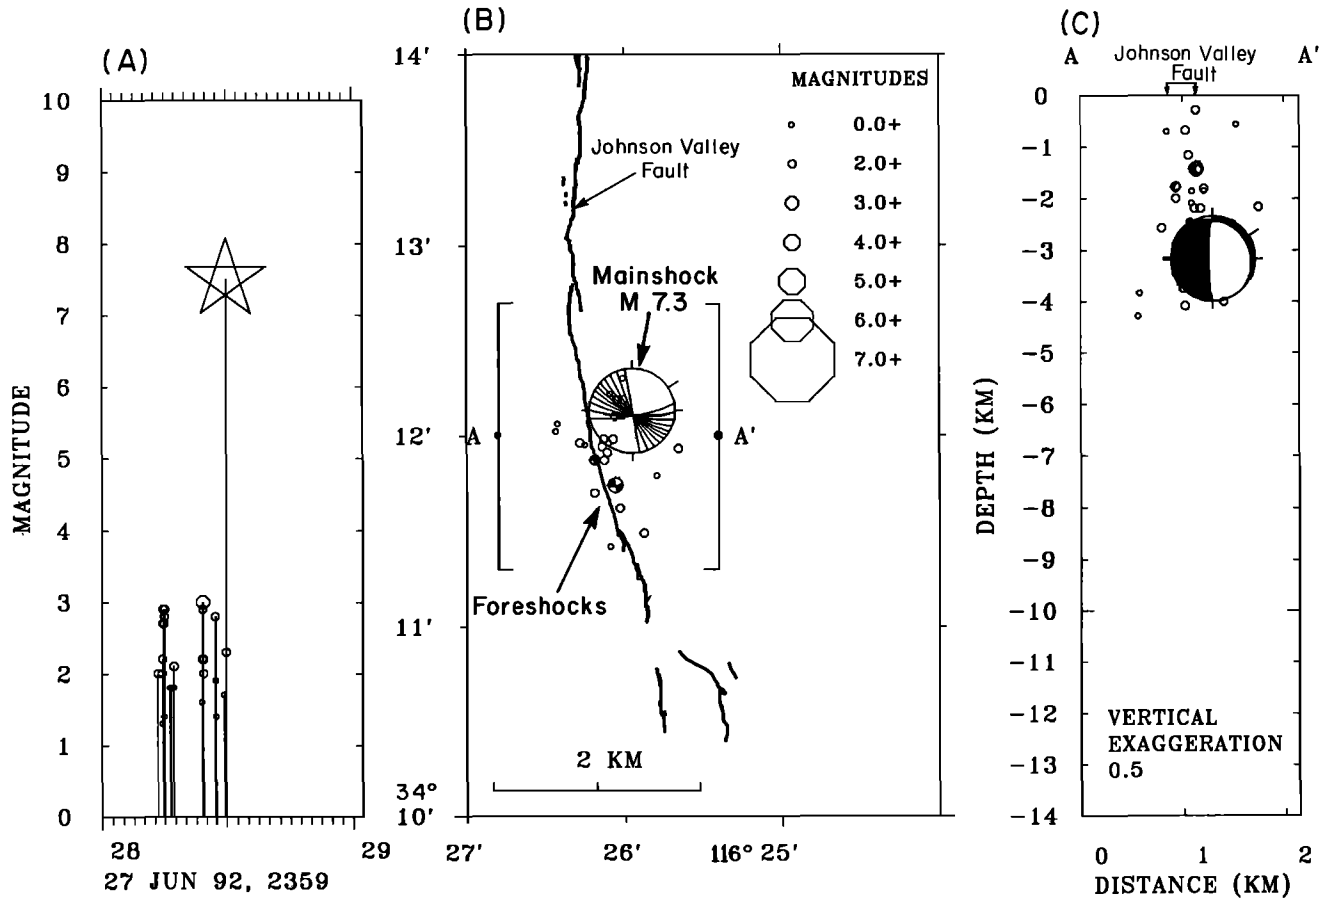 (A)
10
9
8
7
6
5
4
3
2
1
0
MAGNITUDE
28
29
27 JUN 92, 2359
(B)
14'
13'
12'
11'
34°
10'
27'
26'
116° 25'
Johnson Valley
Fault
Mainshock
M 7.3
A
A'
Foreshocks
2 KM
MAGNITUDES
0.0+
2.0+
3.0+
4.0+
5.0+
6.0+
7.0+
(C)
A
Johnson Valley
Fault
A'
0
-1
-2
-3
-4
-5
-6
-7
-8
-9
-10
-11
-12
-13
-14
DEPTH (KM)
VERTICAL
EXAGGERATION
0.5
0
1
2
DISTANCE (KM)